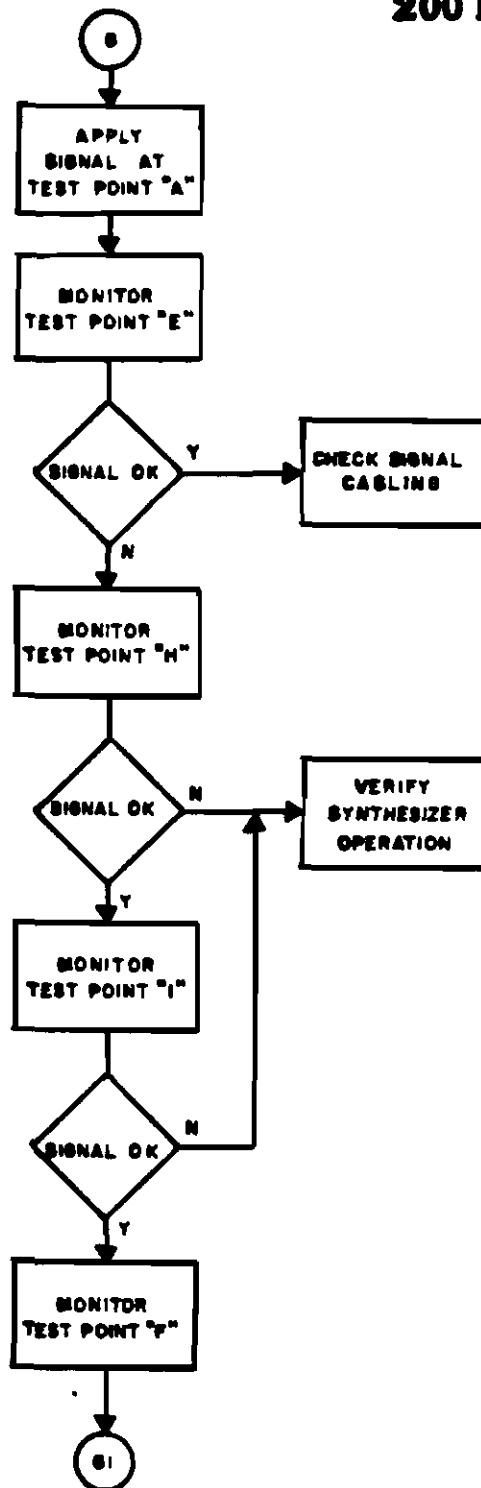 200
APPLY
SIGNAL AT
TEST POINT "A"
MONITOR
TEST POINT "E"
SIGNAL OK
Y
CHECK SIGNAL
CABLING
N
MONITOR
TEST POINT "H"
SIGNAL OK
N
VERIFY
SYNTHESIZER
OPERATION
Y
MONITOR
TEST POINT "I"
SIGNAL OK
N
Y
MONITOR
TEST POINT "F"